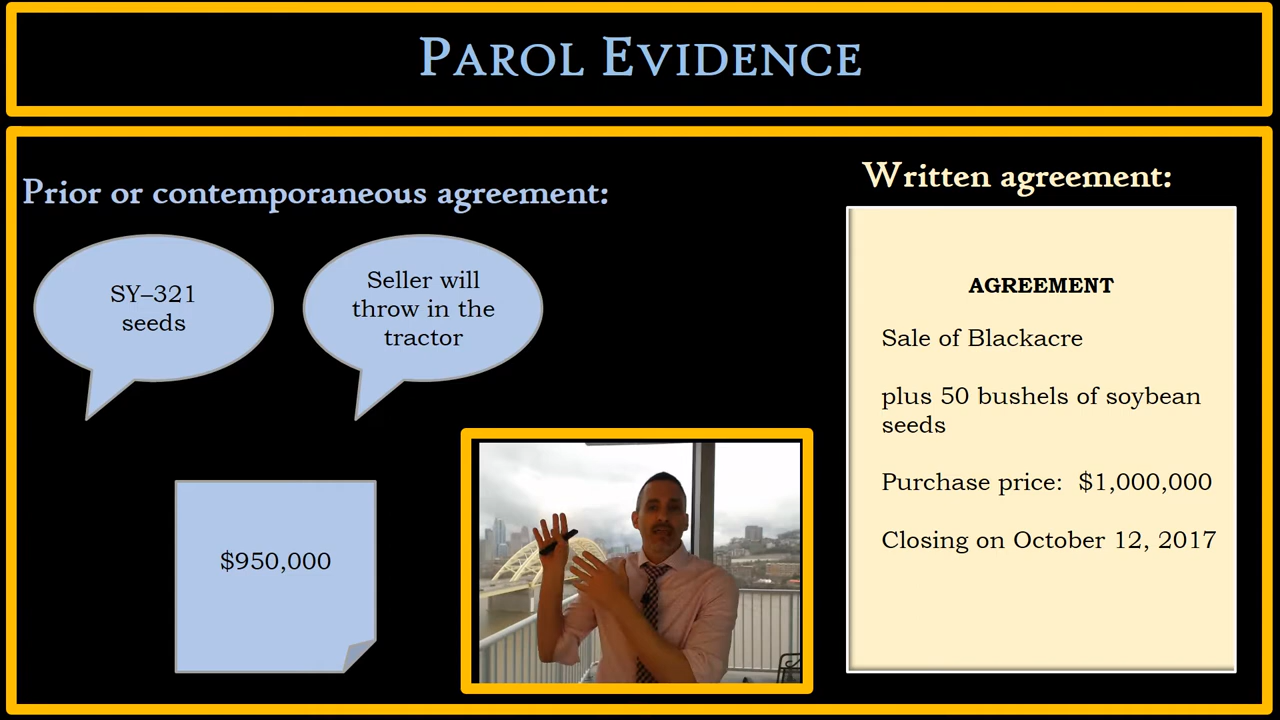 PAROL EVIDENCE
Prior or contemporaneous agreement:
SY–321
seeds
Seller will
throw in the
tractor
$950,000
Written agreement:
AGREEMENT
Sale of Blackacre
plus 50 bushels of soybean
seeds
Purchase price:  $1,000,000
Closing on October 12, 2017